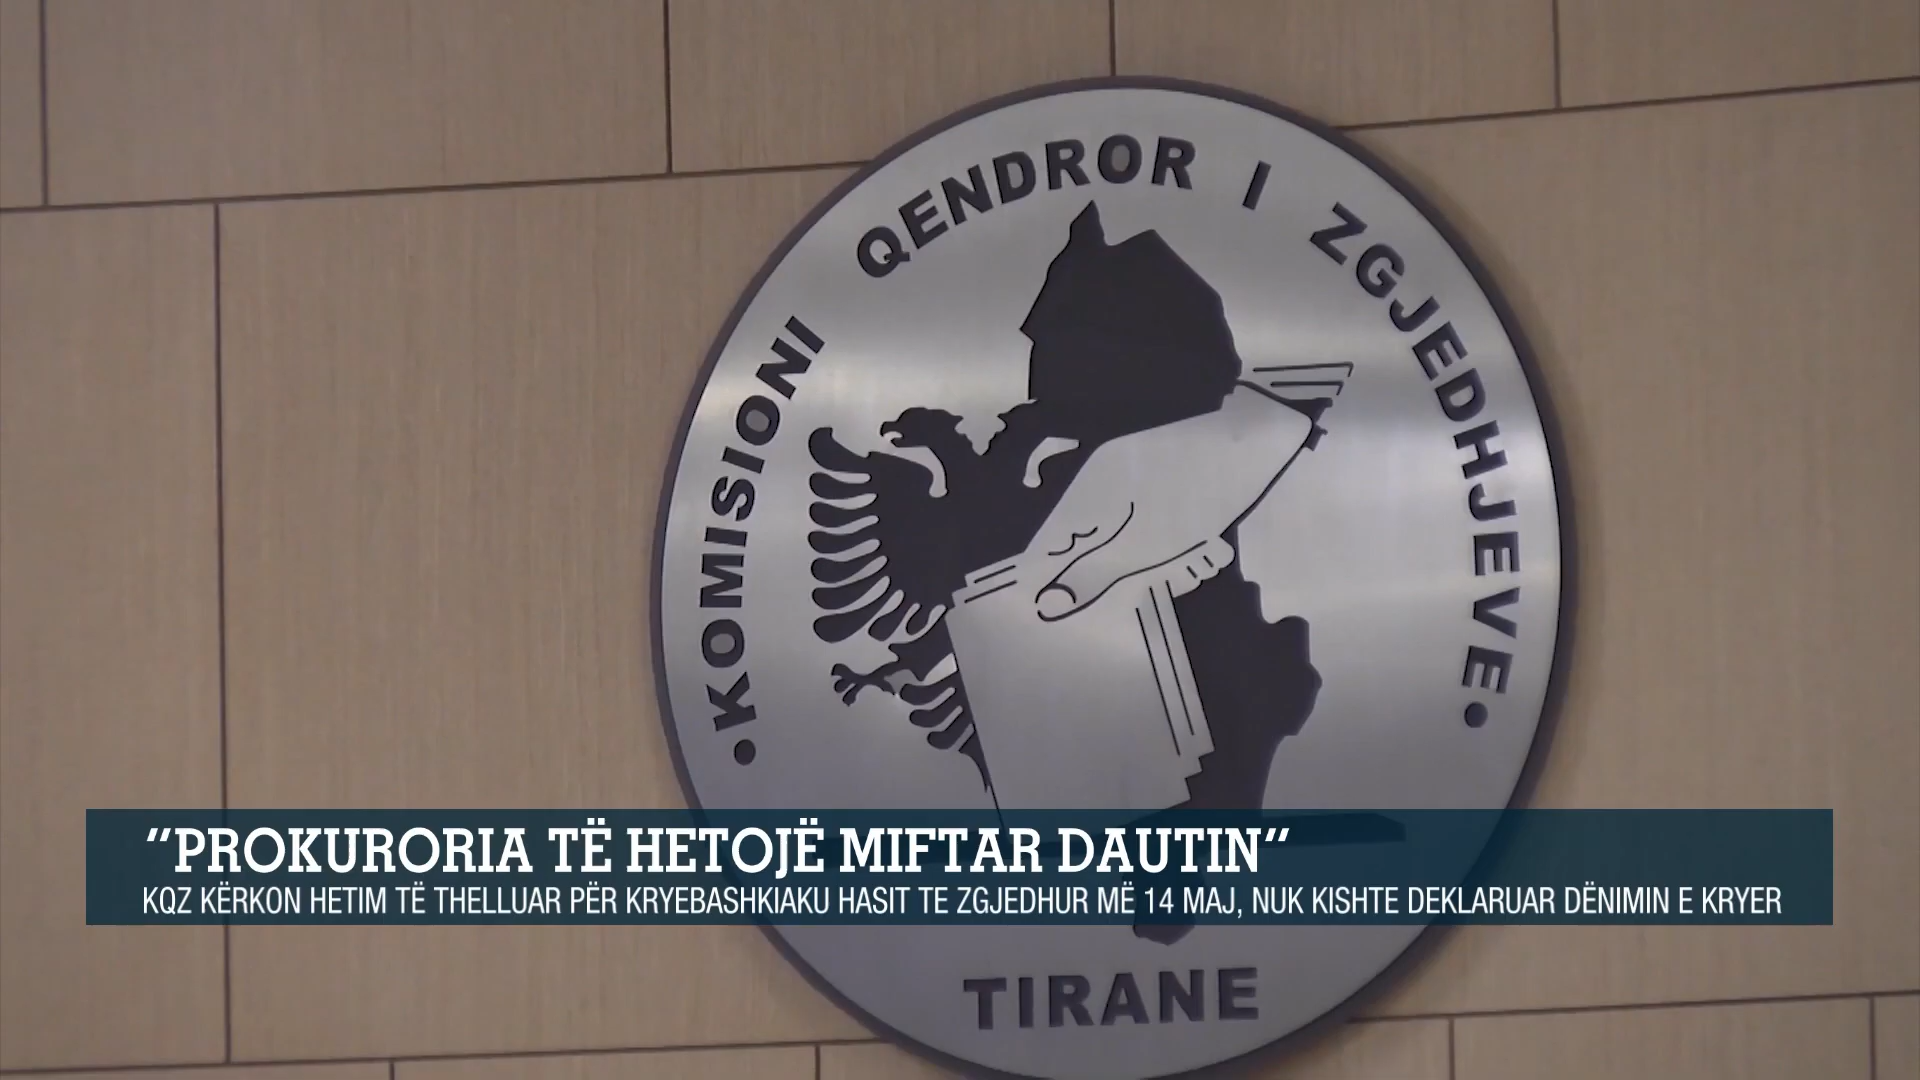 •KOMISIONI QENDROR I ZGJEDHJEVE•
“PROKURORIA TË HETOJË MIFTAR DAUTIN”
KQZ KËRKON HETIM TË THELLUAR PËR KRYEBASHKIAKU HASIT TE ZGJEDHUR MË 14 MAJ, NUK KISHTE DEKLARUAR DËNIMIN E KRYER
TIRANE